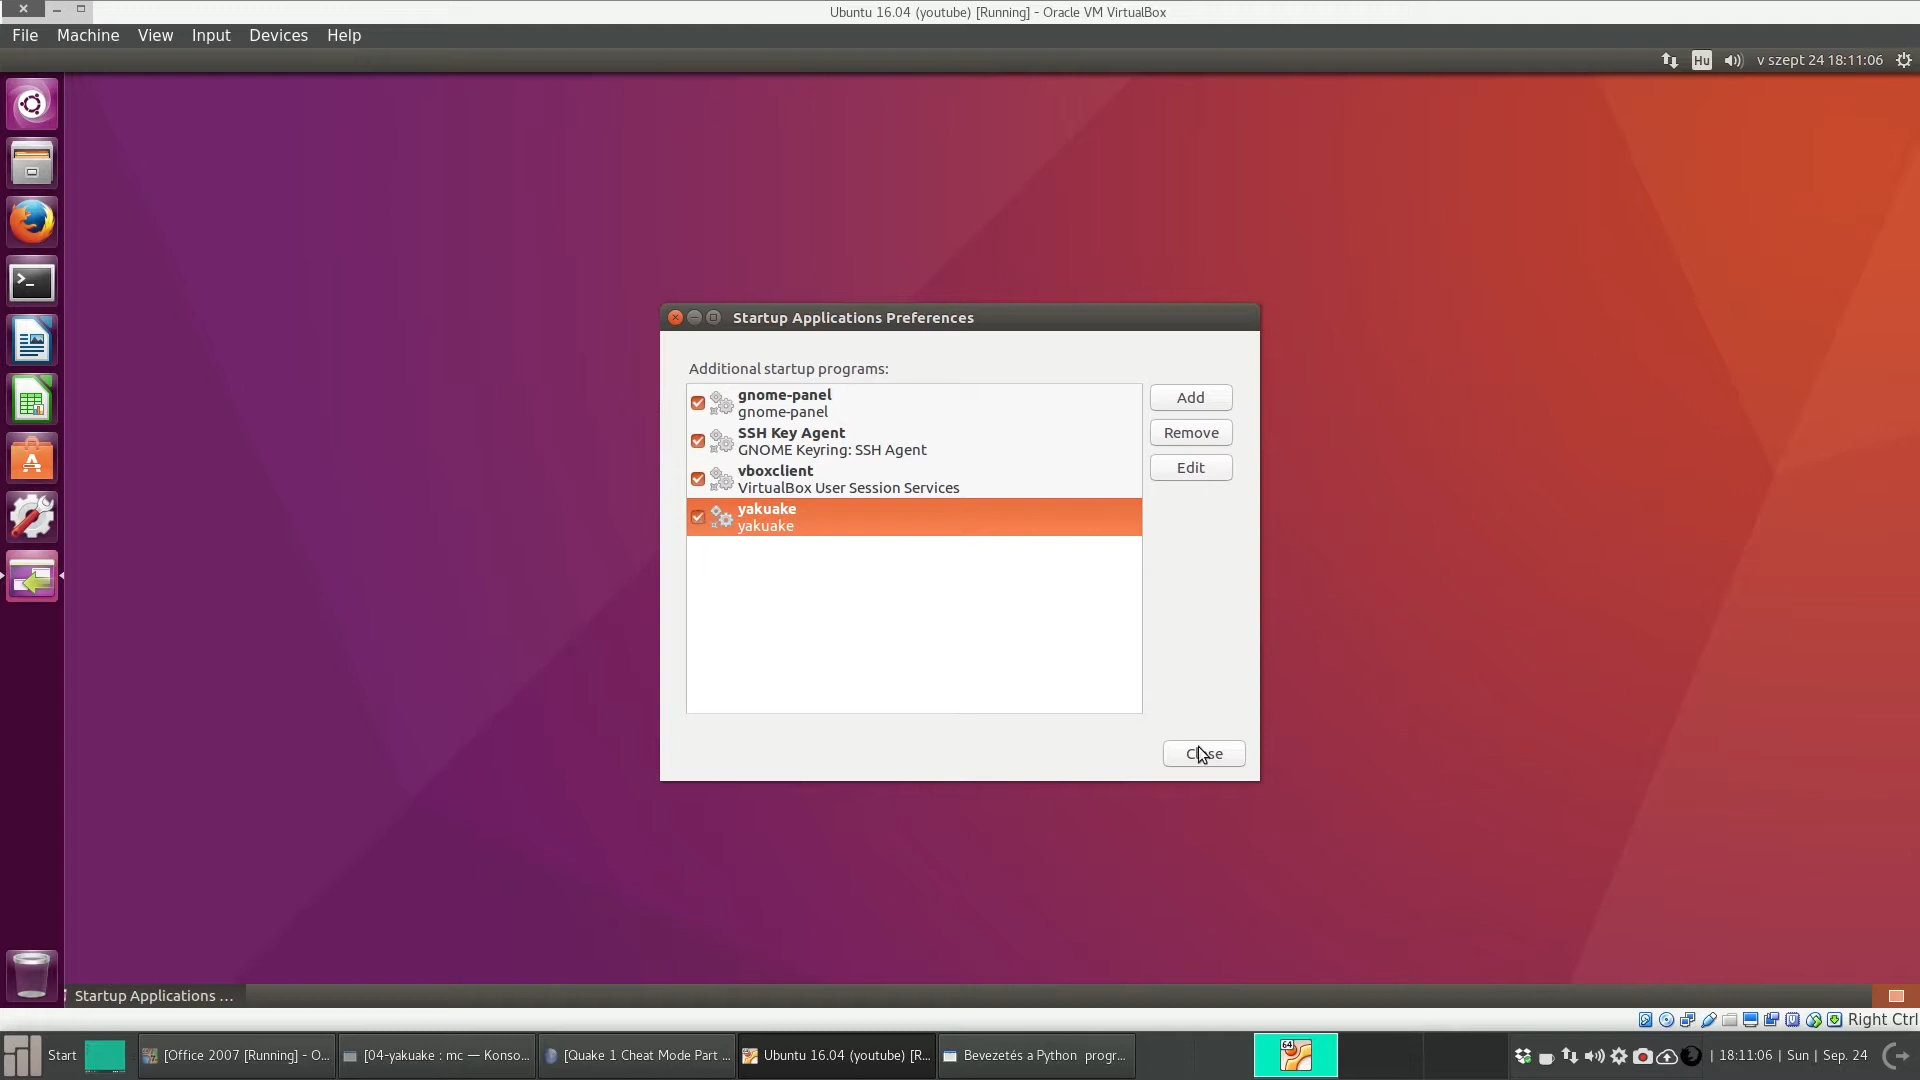 Ubuntu 16.04 (youtube) [Running] - Oracle VM VirtualBox
File Machine View Input Devices Help
Hu v szept 24 18:11:06
Startup Applications Preferences
Additional startup programs:
gnome-panel
gnome-panel
SSH Key Agent
GNOME Keyring: SSH Agent
vboxclient
VirtualBox User Session Services
yakuake
yakuake
Add
Remove
Edit
Close
Startup Applications ...
Right Ctrl
Start [Office 2007 [Running] - O... [04-yakuake : mc — Konso... [Quake 1 Cheat Mode Part ... Ubuntu 16.04 (youtube) [R... Bevezetés a Python progr... 64 | 18:11:06 | Sun | Sep. 24